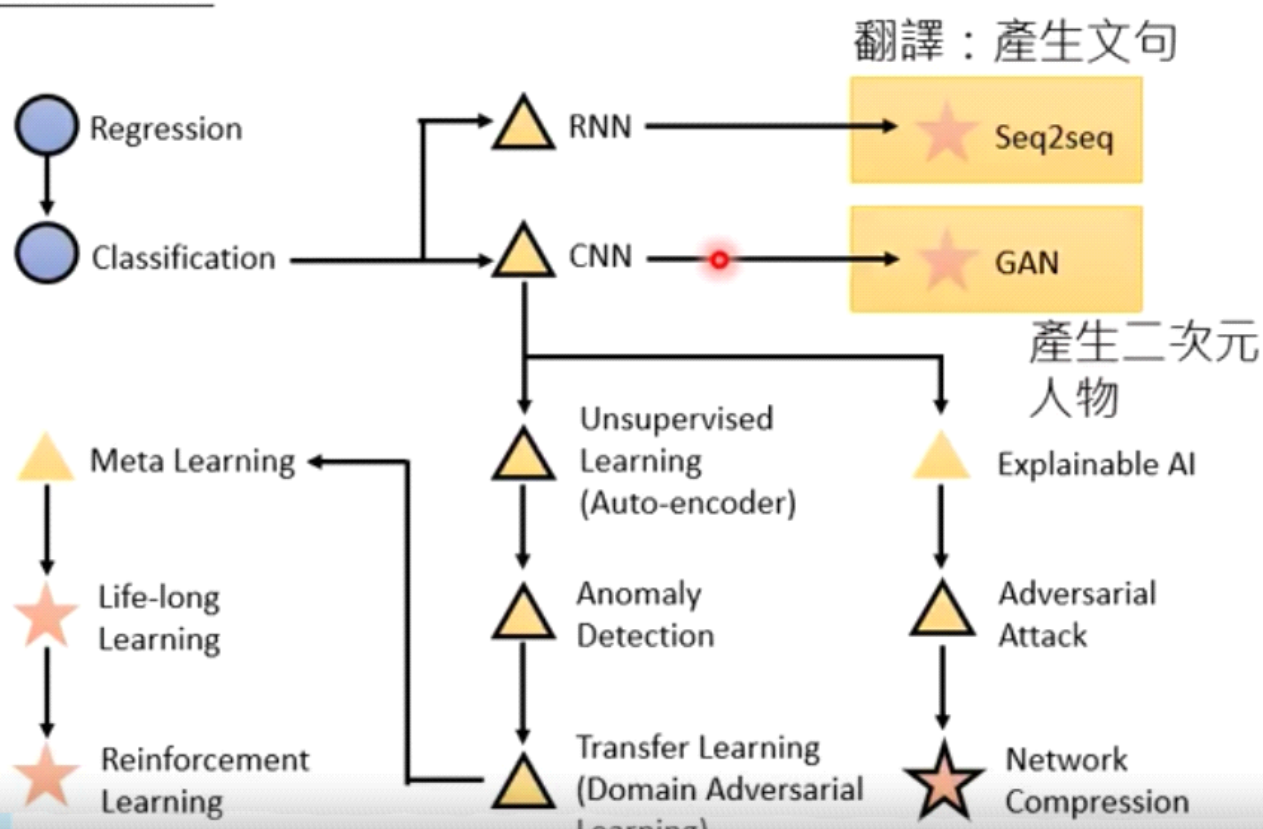 翻譯：產生文句
Regression
RNN
Seq2seq
Classification
CNN
GAN
產生二次元
人物
Unsupervised
Learning
(Auto-encoder)
Meta Learning
Explainable AI
Life-long
Learning
Anomaly
Detection
Adversarial
Attack
Reinforcement
Learning
Transfer Learning
(Domain Adversarial
Learning)
Network
Compression